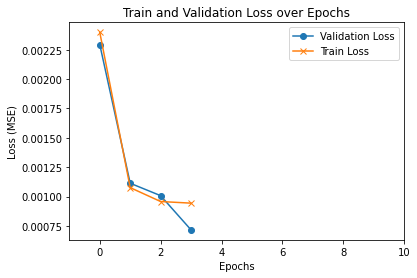 Train and Validation Loss over Epochs
Validation Loss
Train Loss
Loss (MSE)
0.00225
0.00200
0.00175
0.00150
0.00125
0.00100
0.00075
0 2 4 6 8 10
Epochs